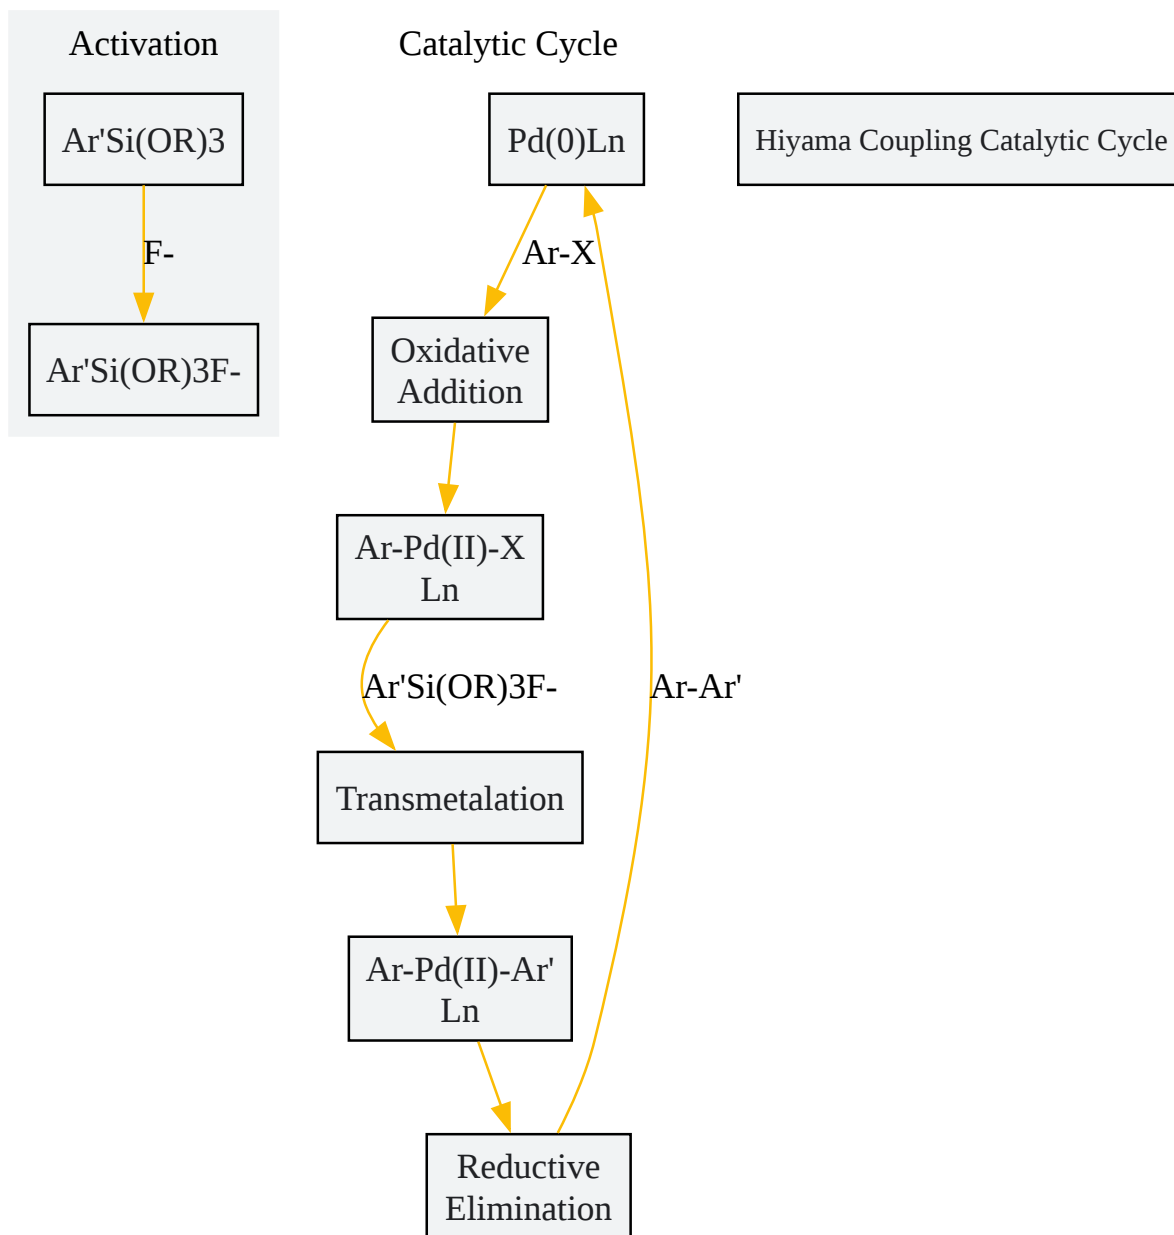 Activation
Ar'Si(OR)3
F-
Ar'Si(OR)3F-
Catalytic Cycle
Pd(0)Ln
Ar-X
Oxidative
Addition
Ar-Pd(II)-X
Ln
Ar'Si(OR)3F-
Transmetalation
Ar-Pd(II)-Ar'
Ln
Reductive
Elimination
Ar-Ar'
Hiyama Coupling Catalytic Cycle